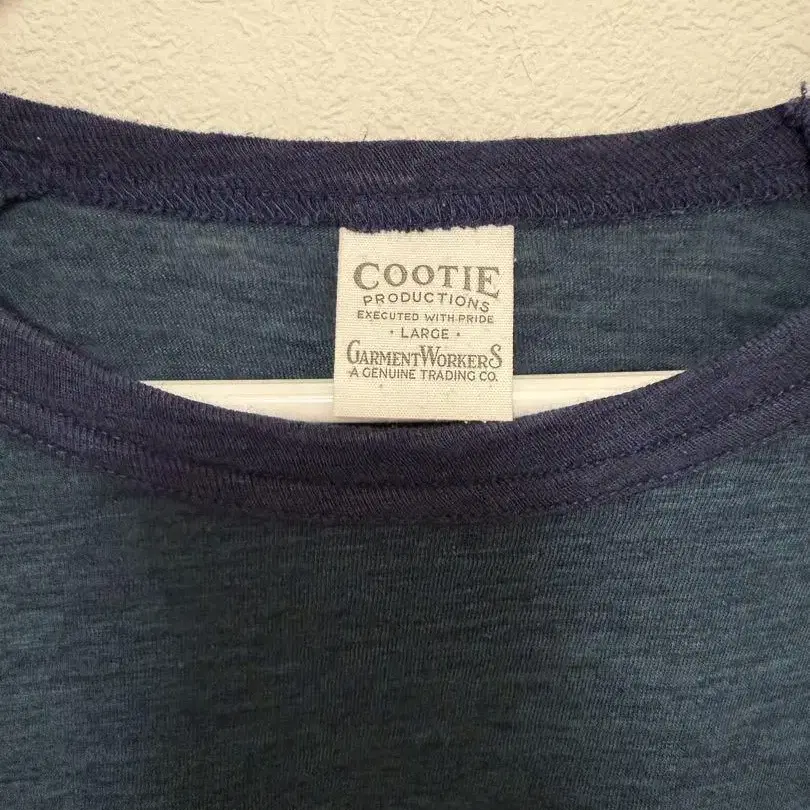 COOTIE
PRODUCTIONS
EXECUTED WITH PRIDE
· LARGE ·
GARMENTWORKERS
A GENUINE TRADING CO.